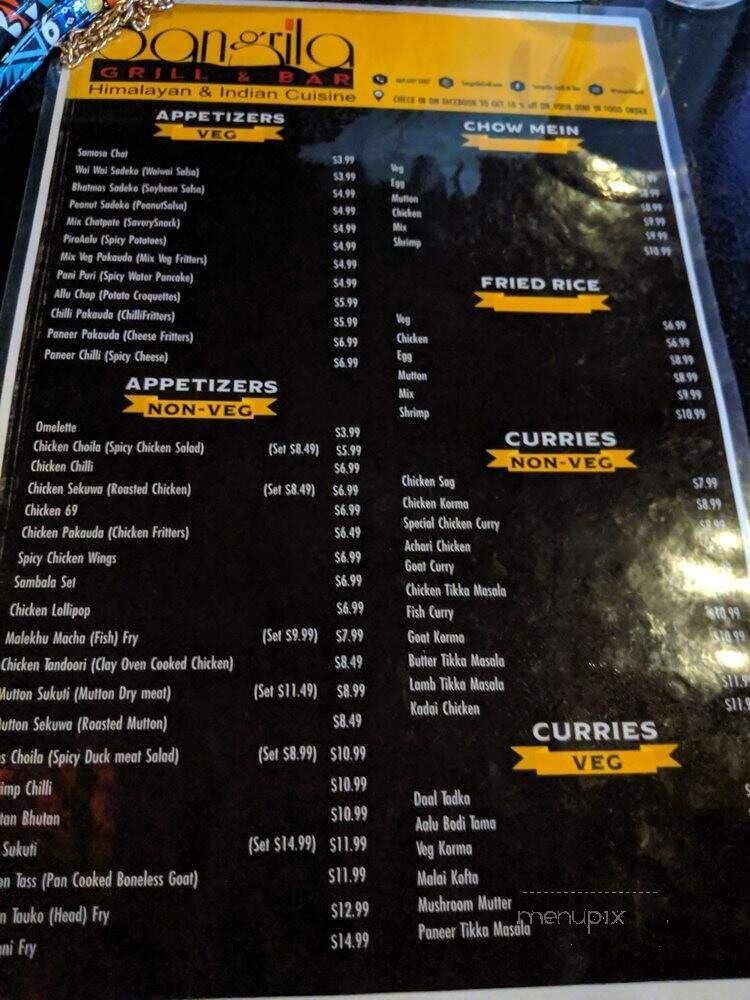 Sangrila
GRILL & BAR
Himalayan & Indian Cuisine
CHECK IN ON FACEBOOK TO GET 10 % off ON YOUR DINE IN FOOD ORDER
APPETIZERS
VEG
Samosa Chat $3.99
Wai Wai Sadeko (Waiwai Salsa) $3.99
Bhatmas Sadeko (Soybean Salsa) $4.99
Peanut Sadeko (PeanutSalsa) $4.99
Mix Chatpate (SavorySnack) $4.99
PiroAalu (Spicy Potatoes) $4.99
Mix Veg Pakauda (Mix Veg Fritters) $4.99
Pani Puri (Spicy Water Pancake) $4.99
Allu Chop (Potato Croquettes) $5.99
Chilli Pakauda (ChilliFritters) $5.99
Paneer Pakauda (Cheese Fritters) $6.99
Paneer Chilli (Spicy Cheese) $6.99
APPETIZERS
NON-VEG
Omelette $3.99
Chicken Choila (Spicy Chicken Salad) (Set $8.49) $5.99
Chicken Chilli $6.99
Chicken Sekuwa (Roasted Chicken) (Set $8.49) $6.99
Chicken 69 $6.99
Chicken Pakauda (Chicken Fritters) $6.49
Spicy Chicken Wings $6.99
Sambala Set $6.99
Chicken Lollipop $6.99
Malekhu Macha (Fish) Fry (Set $9.99) $7.99
Chicken Tandoori (Clay Oven Cooked Chicken) $8.49
Mutton Sukuti (Mutton Dry meat) (Set $11.49) $8.99
Mutton Sekuwa (Roasted Mutton) $8.49
s Choila (Spicy Duck meat Salad) (Set $8.99) $10.99
imp Chilli $10.99
tan Bhutan $10.99
Sukuti (Set $14.99) $11.99
on Tass (Pan Cooked Boneless Goat) $11.99
n Tauko (Head) Fry $12.99
ni Fry $14.99
CHOW MEIN
Veg
Egg
Mutton $8.99
Chicken $9.99
Mix $9.99
Shrimp $10.99
FRIED RICE
Veg $6.99
Chicken $6.99
Egg $8.99
Mutton $8.99
Mix $9.99
Shrimp $10.99
CURRIES
NON-VEG
Chicken Sag $7.99
Chicken Korma $8.99
Special Chicken Curry $8.99
Achari Chicken
Goat Curry
Chicken Tikka Masala
Fish Curry $10.99
Goat Korma $10.99
Butter Tikka Masala
Lamb Tikka Masala $11.9
Kadai Chicken $11.9
CURRIES
VEG
Daal Tadka
Aalu Bodi Tama
Veg Korma
Malai Kofta
Mushroom Mutter
Paneer Tikka Masala
menupix